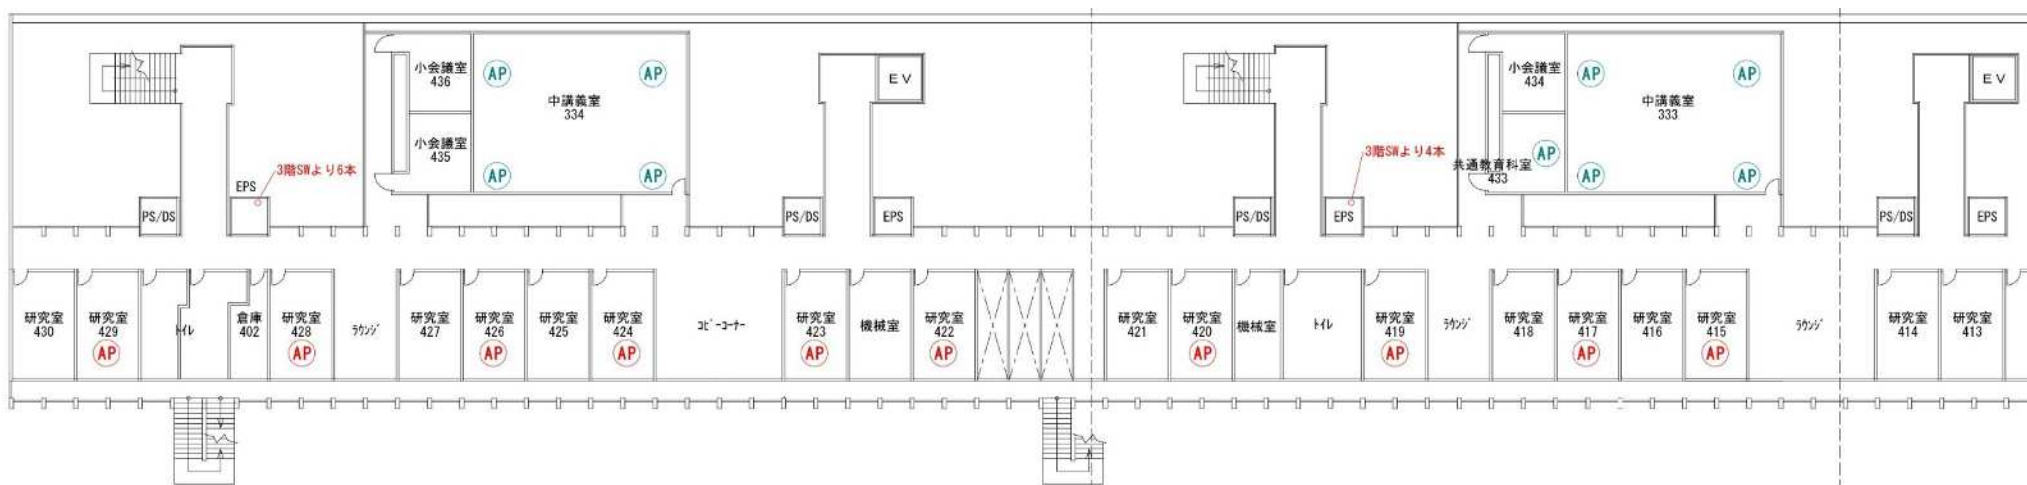 小会議室
436
AP
AP
中講義室
334
小会議室
435
AP
AP
EV
小会議室
434
AP
AP
中講義室
333
共通教育科室
433
AP
AP
AP
EV
3階SWより6本
3階SWより4本
EPS
PS/DS
PS/DS
EPS
PS/DS
EPS
PS/DS
EPS
研究室
430
研究室
429
AP
トイレ
倉庫
402
研究室
428
AP
ラウンジ
研究室
427
研究室
426
AP
研究室
425
研究室
424
AP
コピーコーナー
研究室
423
AP
機械室
研究室
422
AP
研究室
421
研究室
420
AP
機械室
トイレ
研究室
419
AP
ラウンジ
研究室
418
研究室
417
AP
研究室
416
研究室
415
AP
ラウンジ
研究室
414
研究室
413